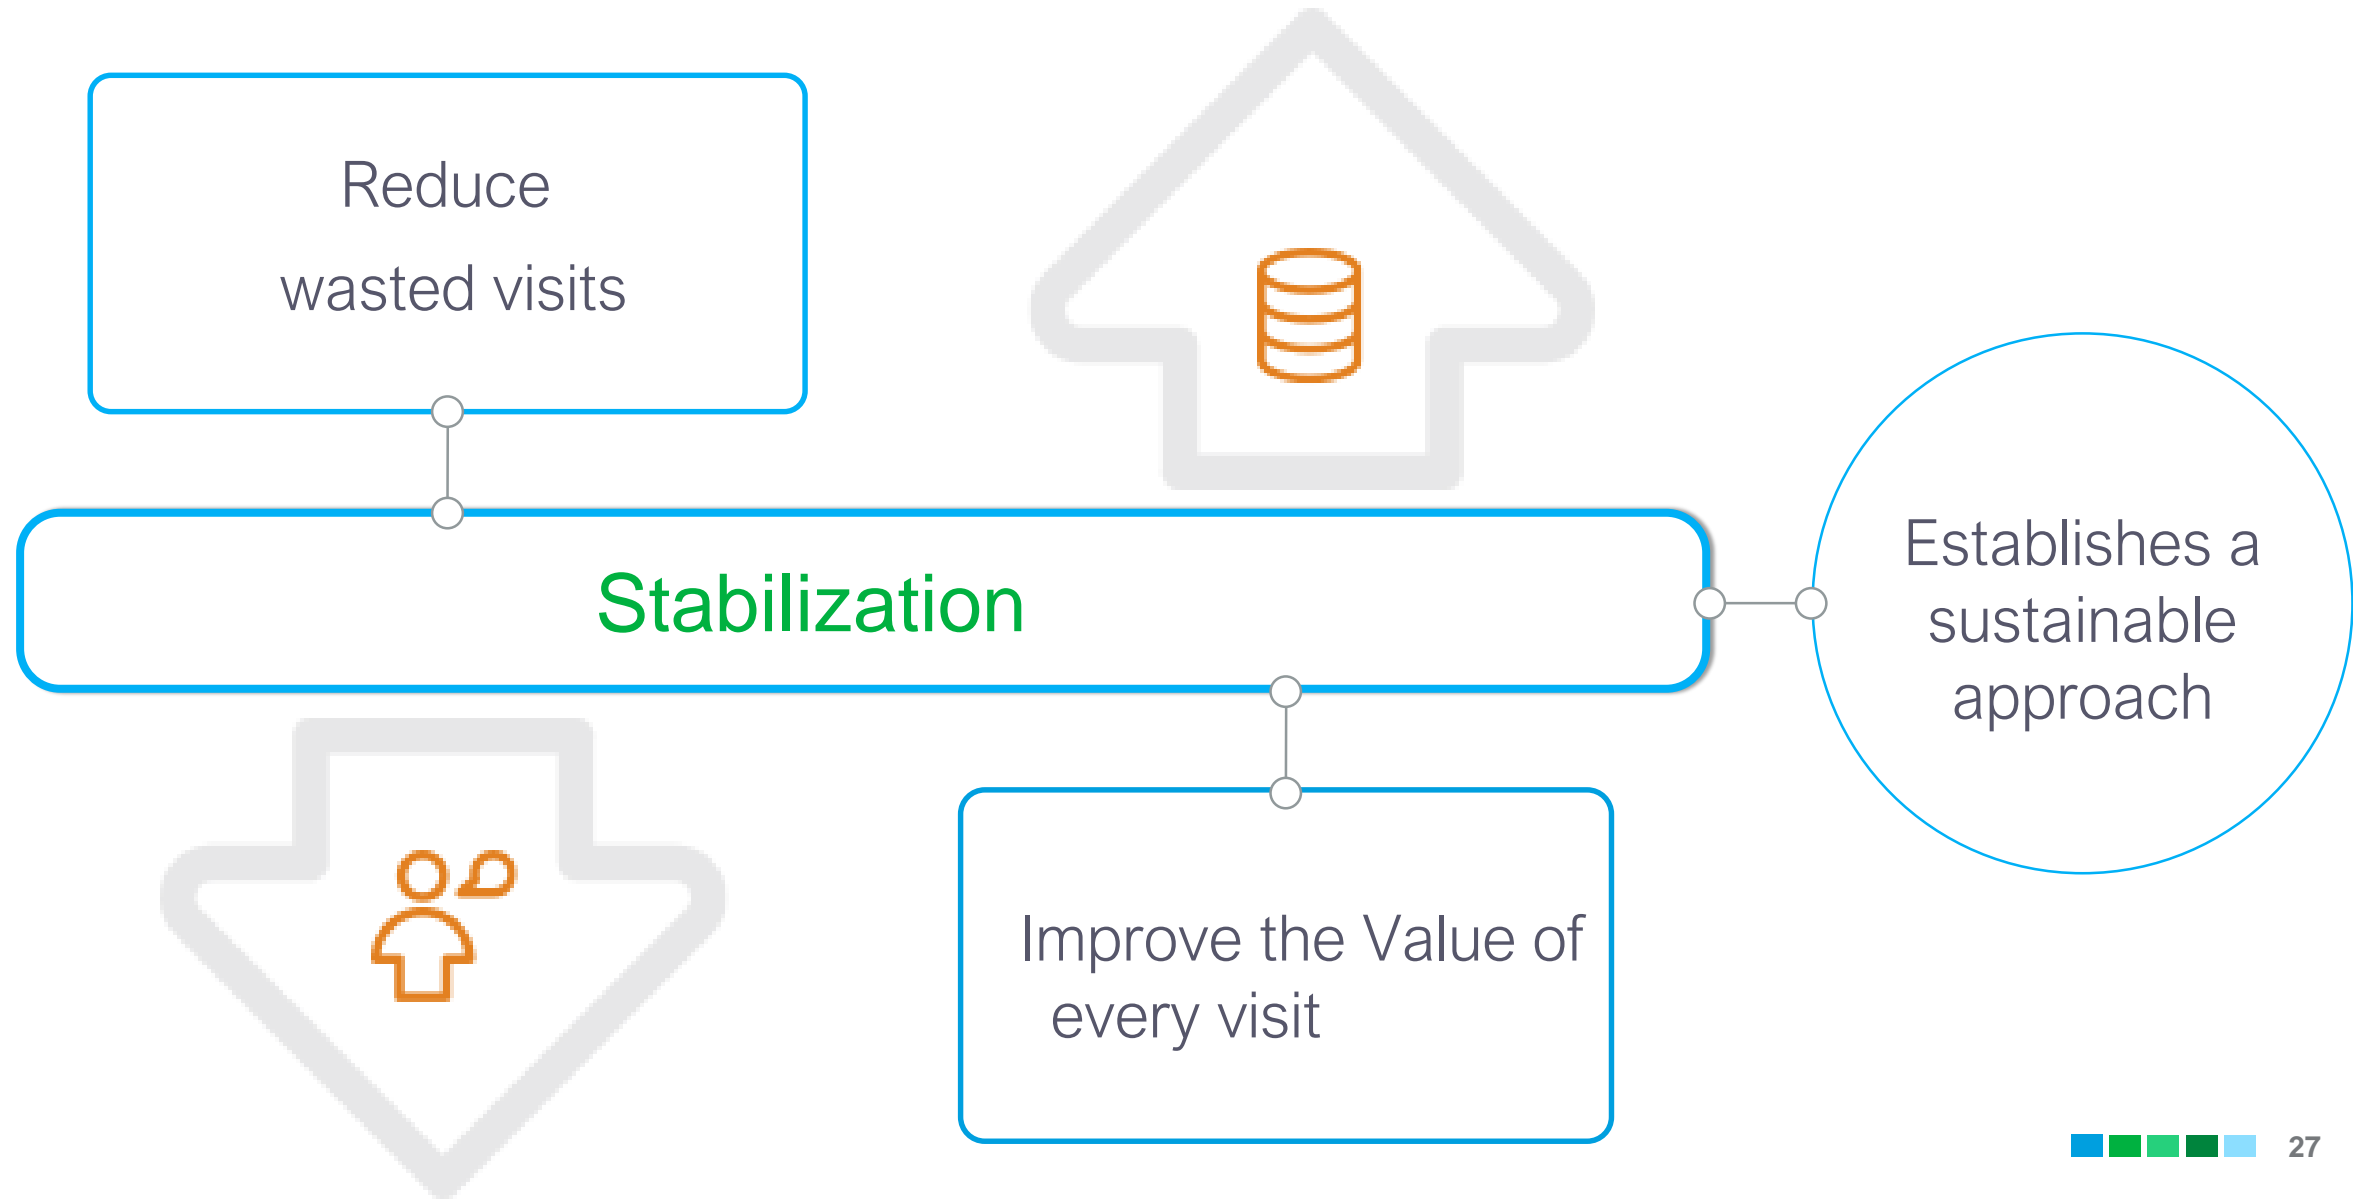 Reduce
wasted visits
Stabilization
Establishes a
sustainable
approach
Improve the Value of
every visit
27